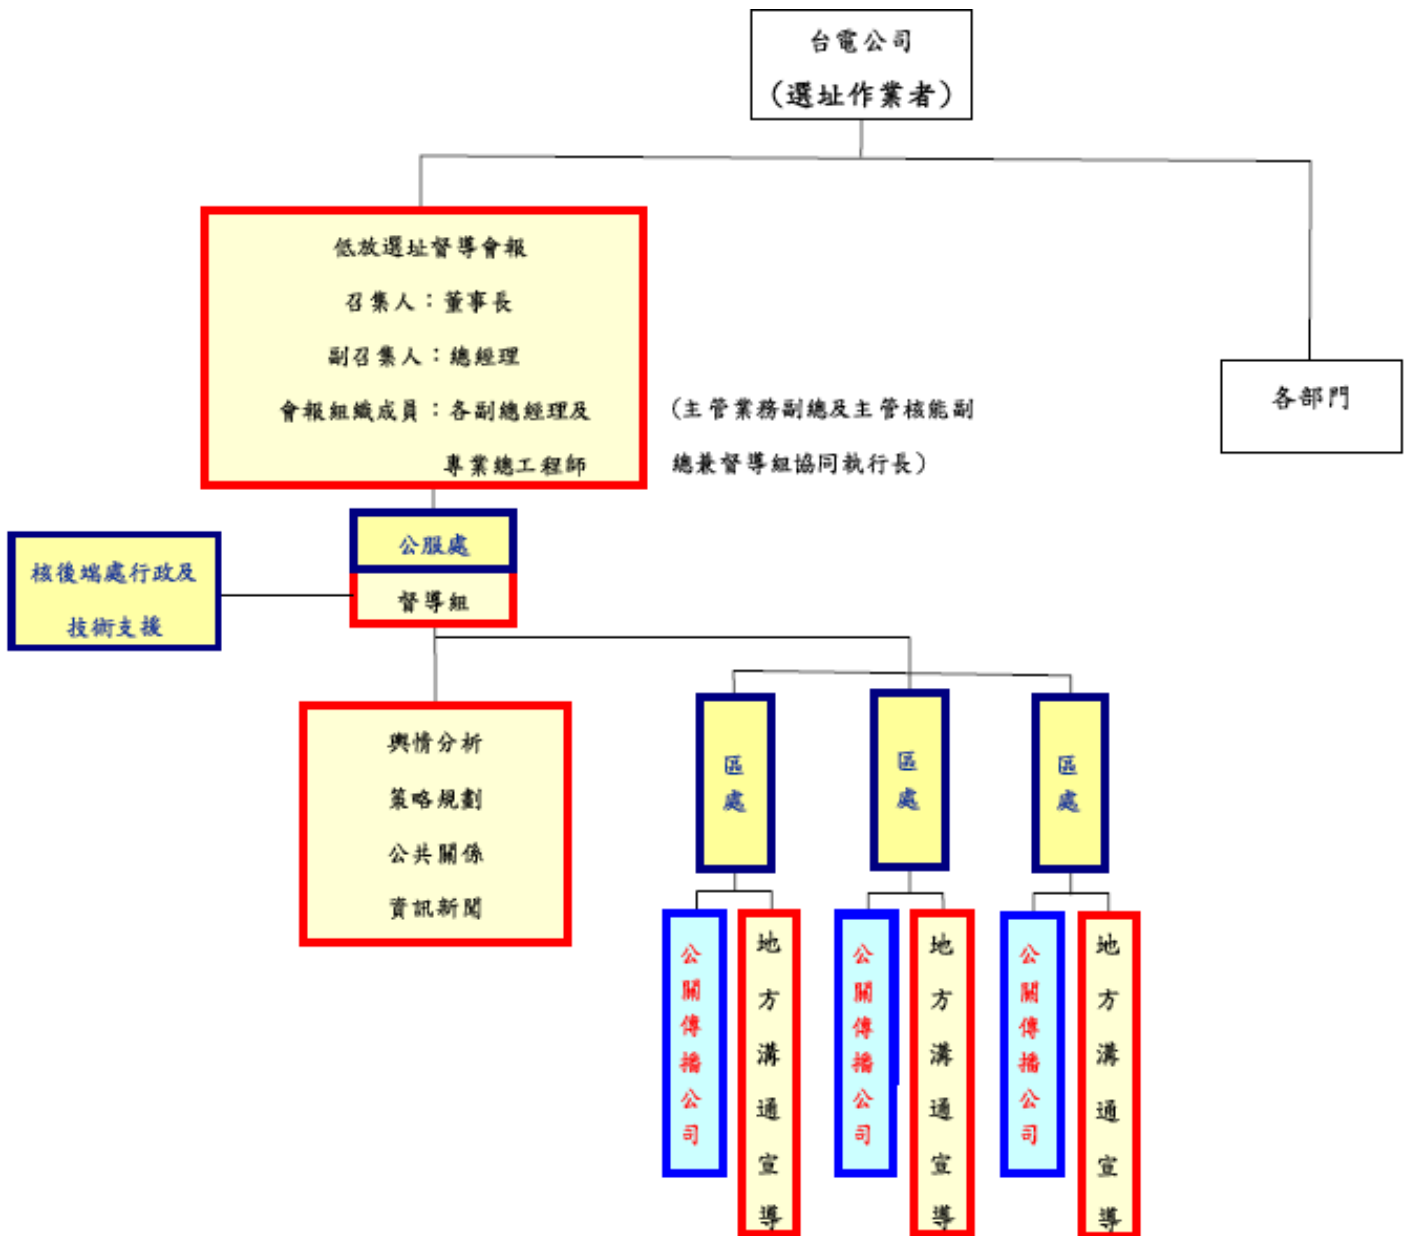 台電公司
(選址作業者)
低放選址督導會報
召集人：董事長
副召集人：總經理
會報組織成員：各副總經理及
專業總工程師
(主管業務副總及主管核能副
總兼督導組協同執行長)
各部門
公服處
督導組
核後端處行政及
技術支援
輿情分析
策略規劃
公共關係
資訊新聞
區處
區處
區處
公關傳播公司
地方溝通宣導
公關傳播公司
地方溝通宣導
公關傳播公司
地方溝通宣導